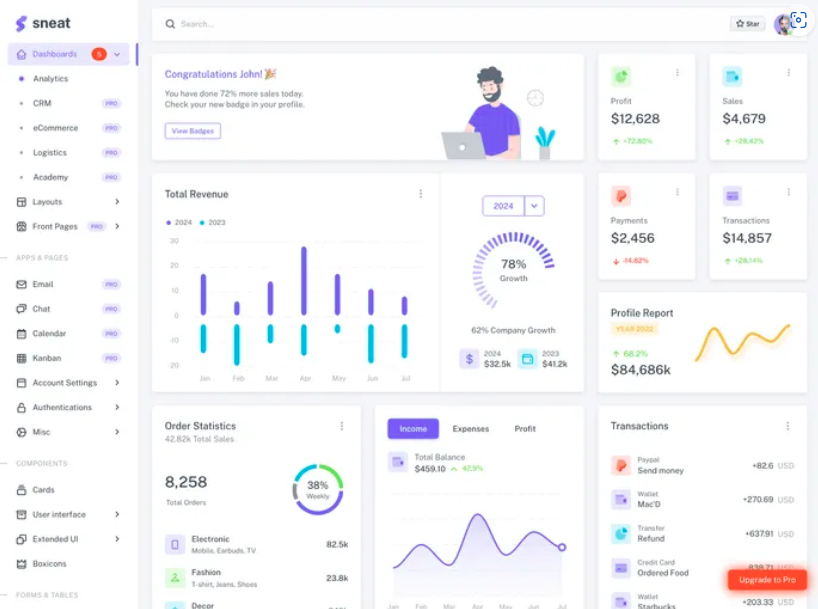 sneat
Search...
Star
Dashboards 5
Analytics
CRM PRO
eCommerce PRO
Logistics PRO
Academy PRO
Layouts
Front Pages PRO
APPS & PAGES
Email PRO
Chat PRO
Calendar PRO
Kanban PRO
Account Settings
Authentications
Misc
COMPONENTS
Cards
User interface
Extended UI
Boxicons
FORMS & TABLES
Congratulations John!
You have done 72% more sales today.
Check your new badge in your profile.
View Badges
Profit
$12,628
+72.80%
Sales
$4,679
+28.42%
Total Revenue
2024 2023
30
20
10
0
-10
-20
Jan Feb Mar Apr May Jun Jul
2024
78%
Growth
62% Company Growth
2024
$32.5k
2023
$41.2k
Payments
$2,456
-14.82%
Transactions
$14,857
+28.14%
Profile Report
YEAR 2022
68.2%
$84,686k
Order Statistics
42.82k Total Sales
8,258
Total Orders
38%
Weekly
Electronic
Mobile, Earbuds, TV
82.5k
Fashion
T-shirt, Jeans, Shoes
23.8k
Decor
Income Expenses Profit
Total Balance
$459.10 42.9%
Jan Feb Mar Apr May Jun Jul
Transactions
Paypal
Send money
+82.6 USD
Wallet
Mac'D
+270.69 USD
Transfer
Refund
+637.91 USD
Credit Card
Ordered Food
-838.71
Upgrade to Pro
Wallet
Starbucks
+203.33 USD